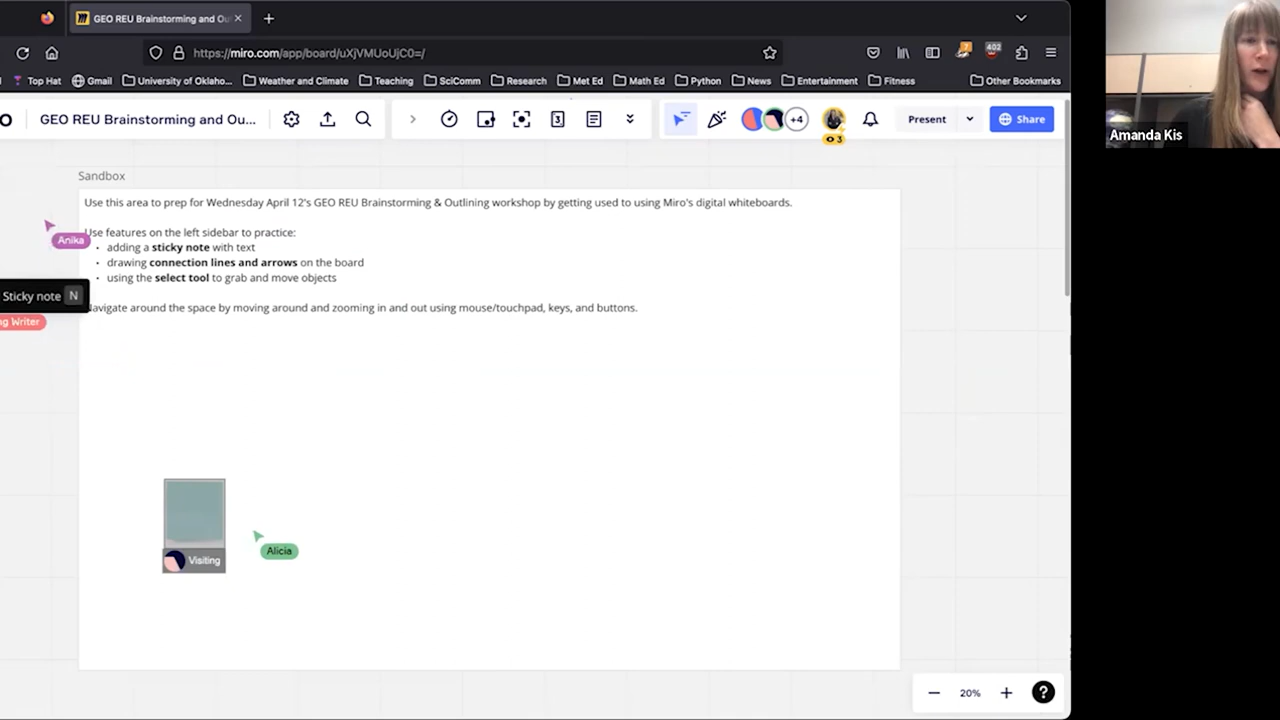 GEO REU Brainstorming and Ou
https://miro.com/app/board/uXjVMUoUjC0=/
402
Top Hat
Gmail
University of Oklaho...
Weather and Climate
Teaching
SciComm
Research
Met Ed
Math Ed
Python
News
Entertainment
Fitness
Other Bookmarks
o
GEO REU Brainstorming and Ou...
3
+4
3
Present
Share
Amanda Kis
Sandbox
Use this area to prep for Wednesday April 12's GEO REU Brainstorming & Outlining workshop by getting used to using Miro's digital whiteboards.
Anika
Use features on the left sidebar to practice:
• adding a sticky note with text
• drawing connection lines and arrows on the board
• using the select tool to grab and move objects
Sticky note N
Navigate around the space by moving around and zooming in and out using mouse/touchpad, keys, and buttons.
ng Writer
Alicia
Visiting
20%
?